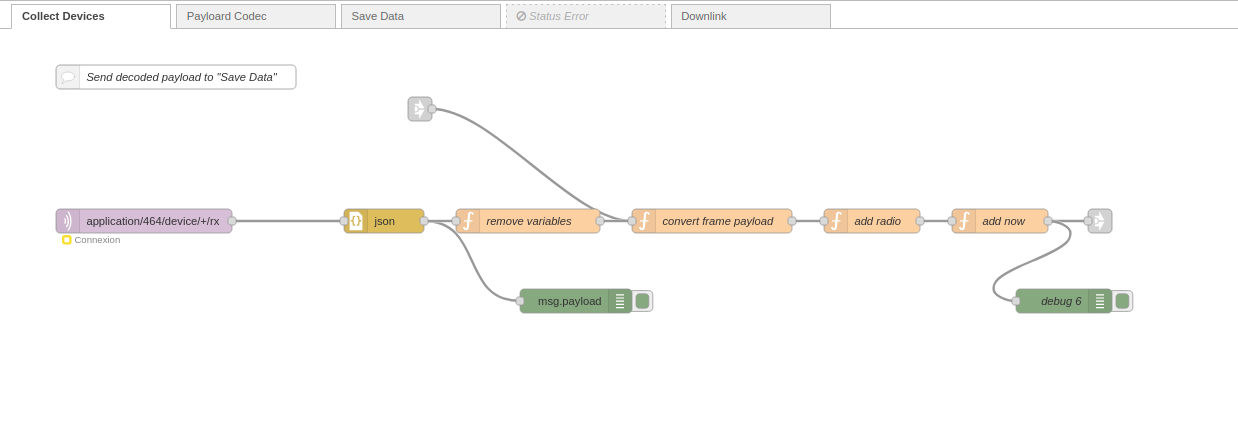 Collect Devices
Payloard Codec
Save Data
Status Error
Downlink
Send decoded payload to "Save Data"
application/464/device/+/rx
json
remove variables
convert frame payload
add radio
add now
Connexion
msg.payload
debug 6